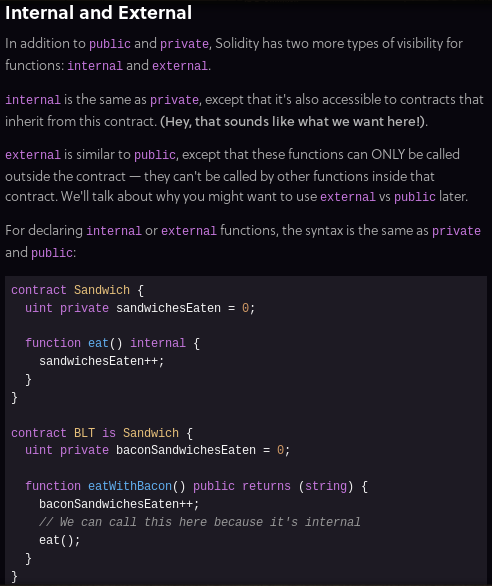 Internal and External
In addition to public and private, Solidity has two more types of visibility for
functions: internal and external.
internal is the same as private, except that it's also accessible to contracts that
inherit from this contract. (Hey, that sounds like what we want here!).
external is similar to public, except that these functions can ONLY be called
outside the contract — they can't be called by other functions inside that
contract. We'll talk about why you might want to use external vs public later.
For declaring internal or external functions, the syntax is the same as private
and public:
contract Sandwich {
  uint private sandwichesEaten = 0;
  function eat() internal {
    sandwichesEaten++;
  }
}
contract BLT is Sandwich {
  uint private baconSandwichesEaten = 0;
  function eatWithBacon() public returns (string) {
    baconSandwichesEaten++;
    // We can call this here because it's internal
    eat();
  }
}